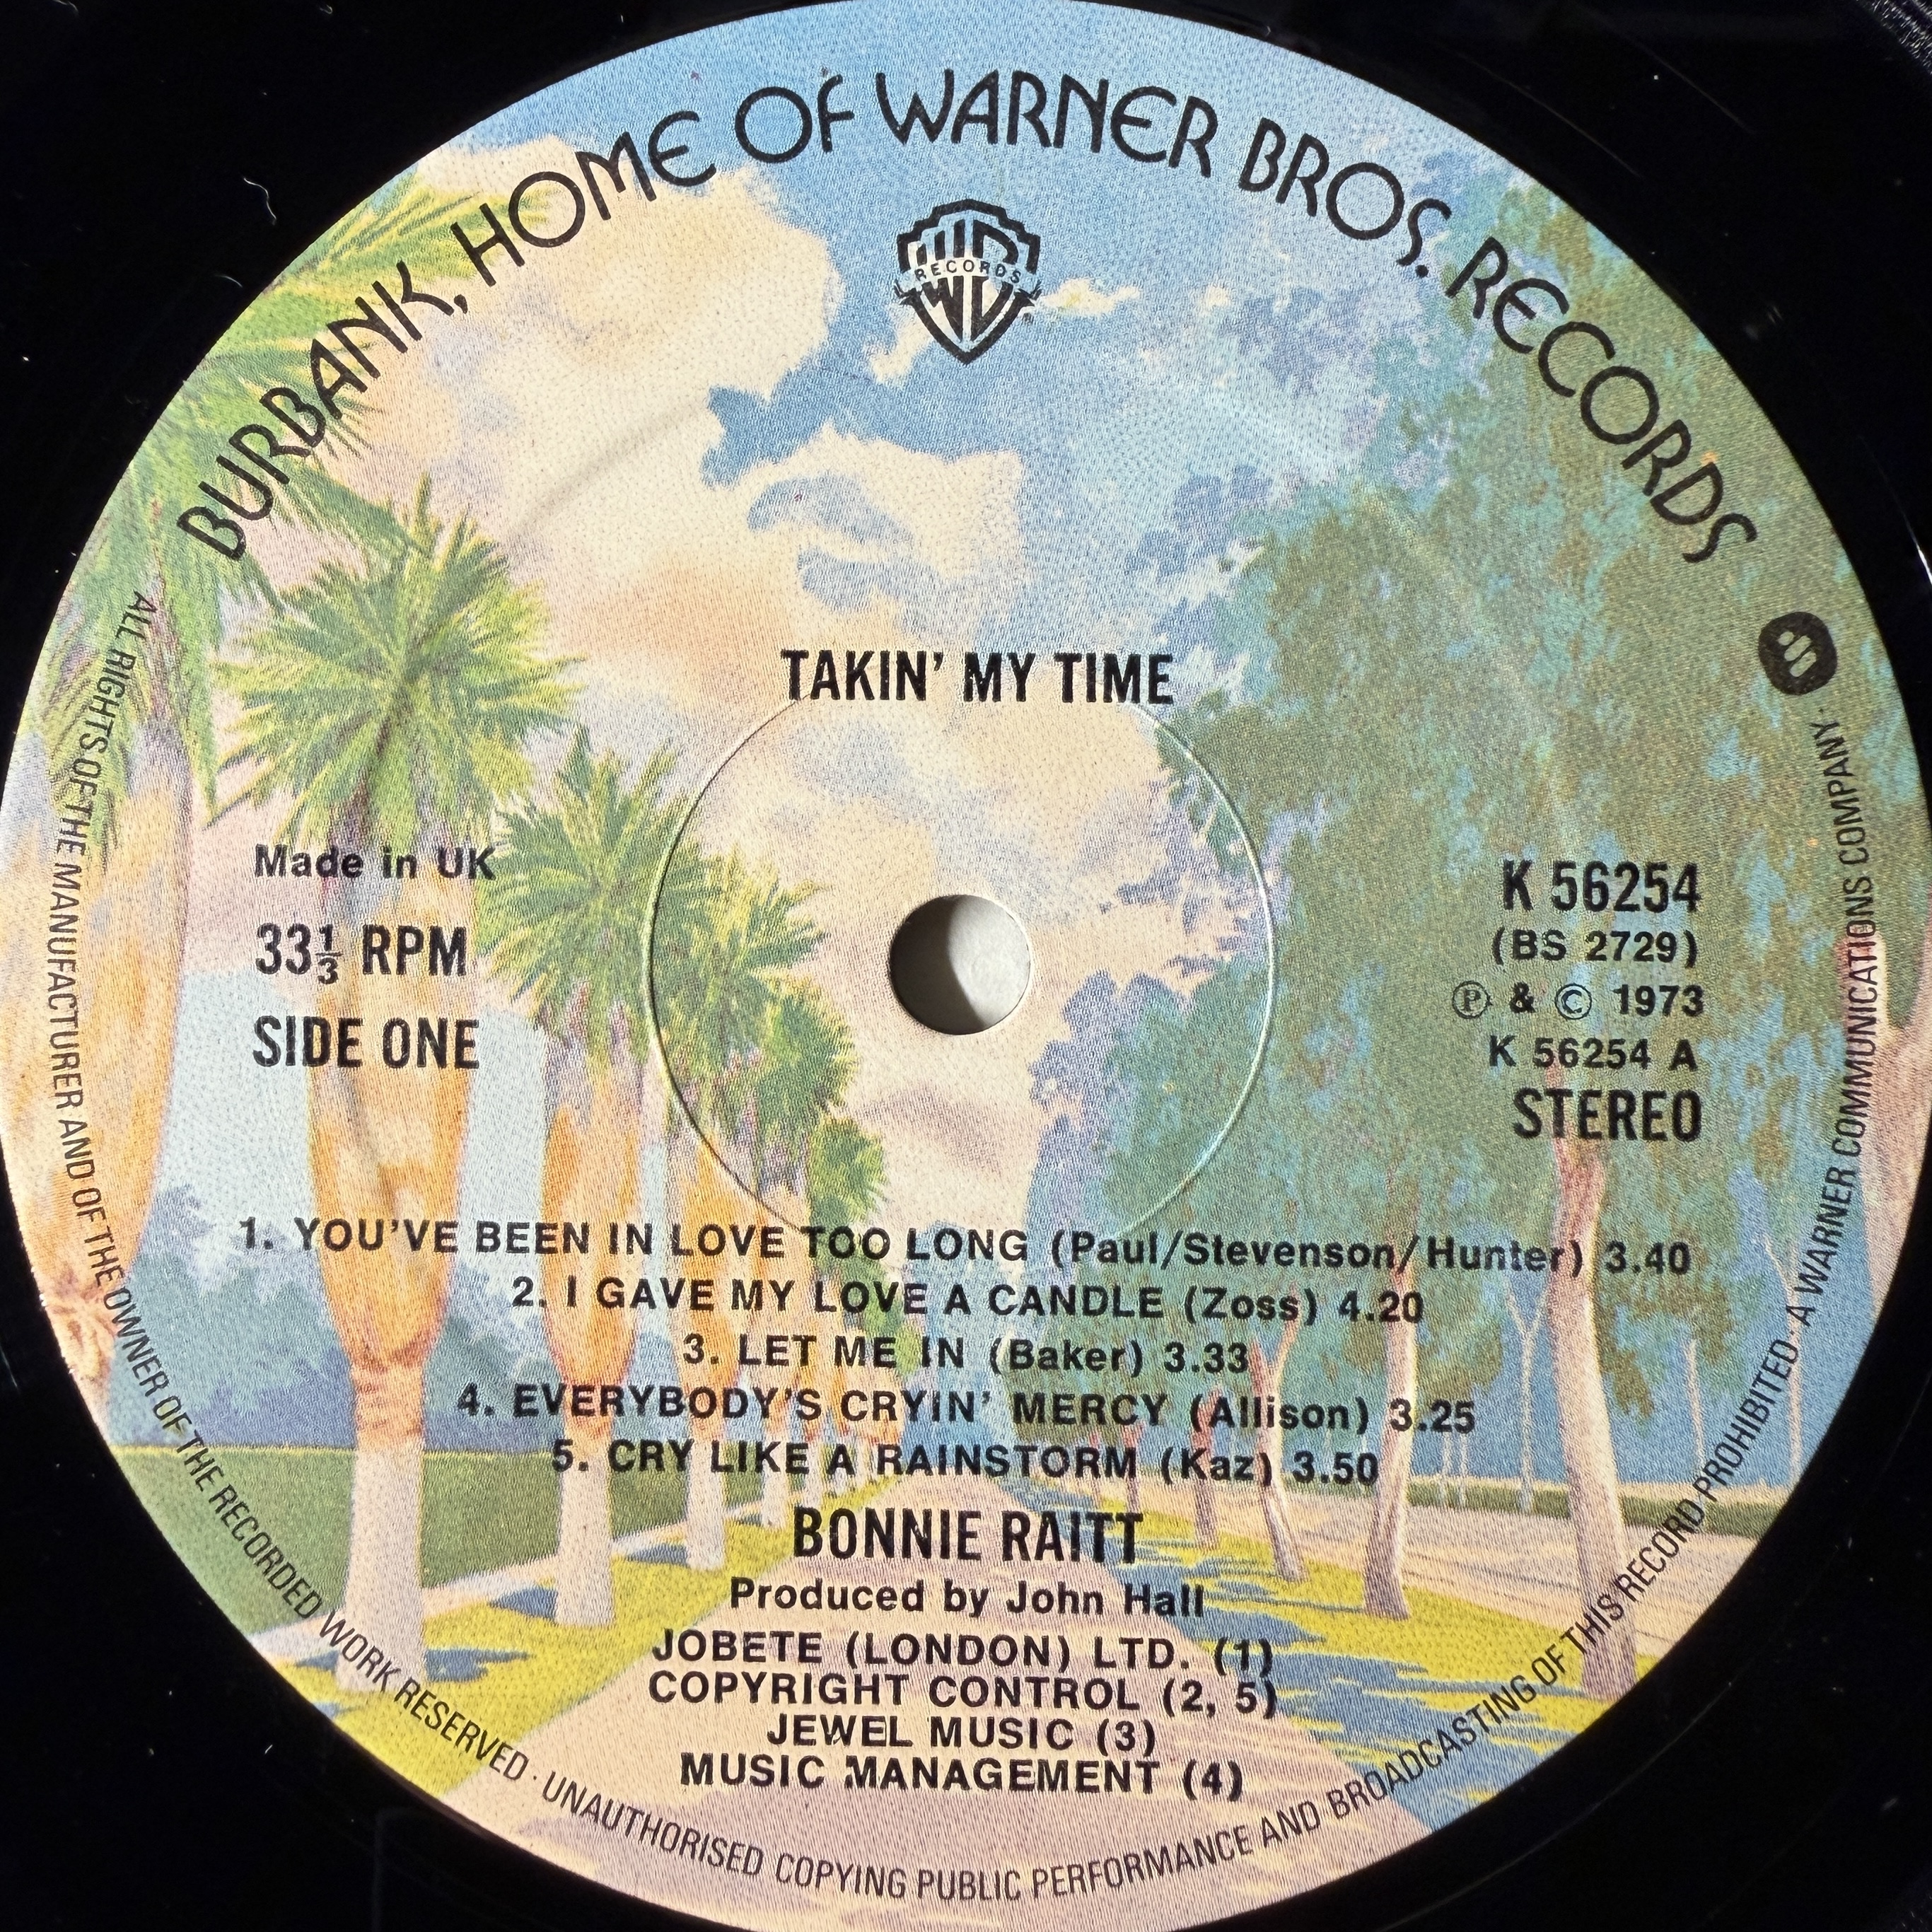 BURBANK, HOME OF WARNER BROS. RECORDS
RECORDS
TAKIN' MY TIME
Made in UK
33⅓ RPM
SIDE ONE
K 56254
(BS 2729)
Ⓟ & © 1973
K 56254 A
STEREO
1. YOU'VE BEEN IN LOVE TOO LONG (Paul/Stevenson/Hunter) 3.40
2. I GAVE MY LOVE A CANDLE (Zoss) 4.20
3. LET ME IN (Baker) 3.33
4. EVERYBODY'S CRYIN' MERCY (Allison) 3.25
5. CRY LIKE A RAINSTORM (Kaz) 3.50
BONNIE RAITT
Produced by John Hall
JOBETE (LONDON) LTD. (1)
COPYRIGHT CONTROL (2, 5)
JEWEL MUSIC (3)
MUSIC MANAGEMENT (4)
ALL RIGHTS OF THE MANUFACTURER AND OF THE OWNER OF THE RECORDED WORK RESERVED · UNAUTHORISED COPYING PUBLIC PERFORMANCE AND BROADCASTING OF THIS RECORD PROHIBITED · A WARNER COMMUNICATIONS COMPANY ·